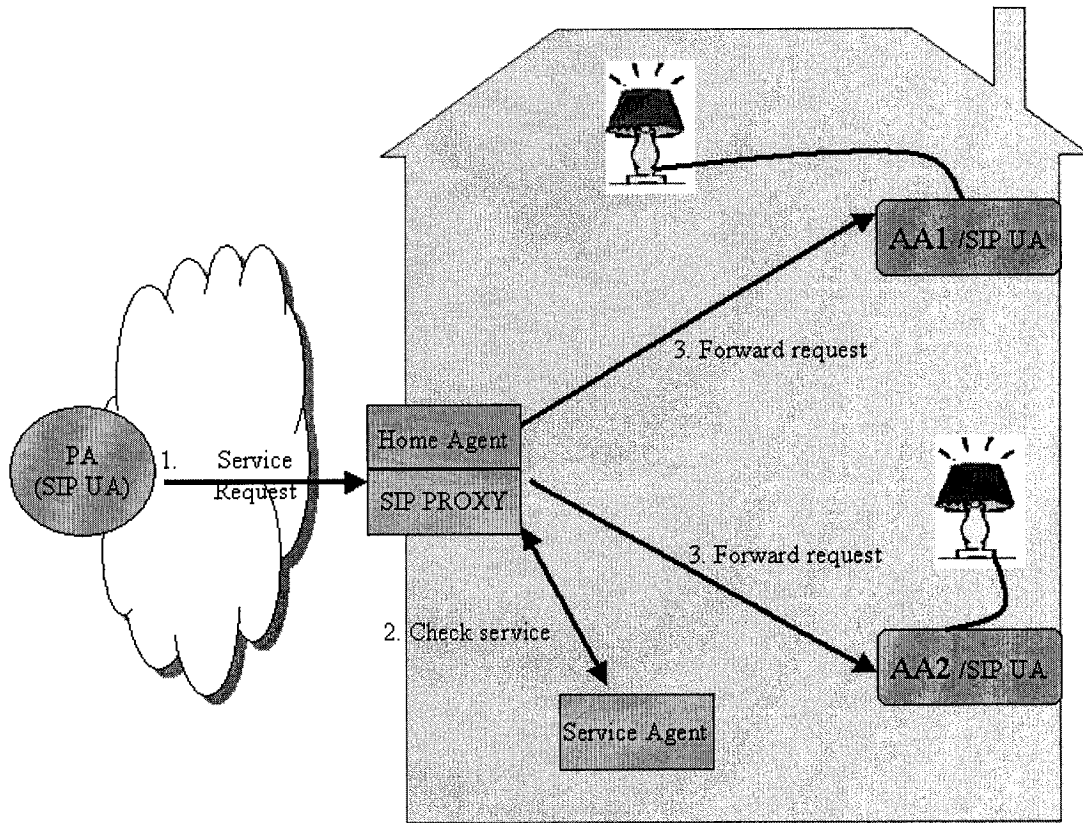 AA1 /SIP UA
3. Forward request
PA
(SIP UA)
1. Service
Request
Home Agent
SIP PROXY
3. Forward request
2. Check service
AA2 /SIP UA
Service Agent